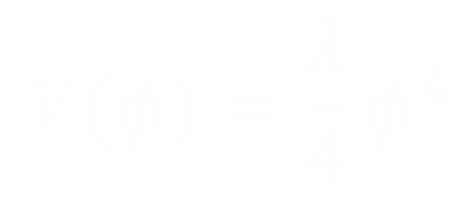 V(ϕ) = λ/4 ϕ⁴